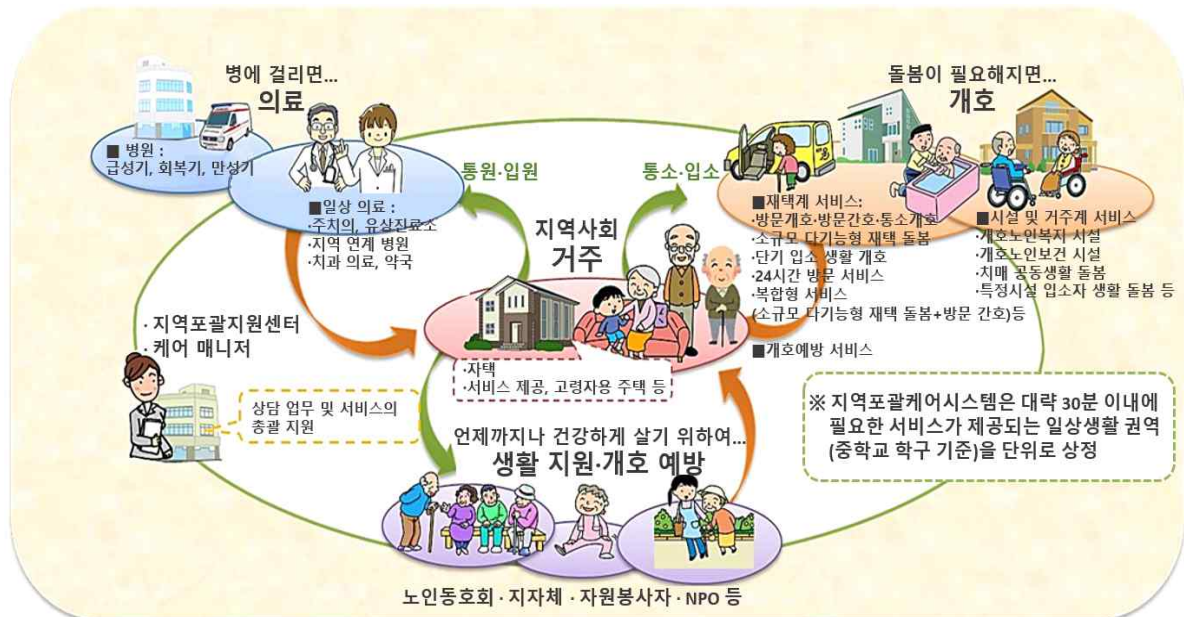 병에 걸리면...
의료
■ 병원 :
급성기, 회복기, 만성기
■일상 의료 :
·주치의, 유상진료소
·지역 연계 병원
·치과 의료, 약국
통원·입원
통소·입소
돌봄이 필요해지면...
개호
■재택계 서비스:
·방문개호·방문간호·통소개호
·소규모 다기능형 재택 돌봄
·단기 입소 생활 개호
·24시간 방문 서비스
·복합형 서비스
(소규모 다기능형 재택 돌봄+방문 간호)등
■개호예방 서비스
■시설 및 거주계 서비스
·개호노인복지 시설
·개호노인보건 시설
·치매 공동생활 돌봄
·특정시설 입소자 생활 돌봄 등
지역사회
거주
·자택
·서비스 제공, 고령자용 주택 등
· 지역포괄지원센터
· 케어 매니저
상담 업무 및 서비스의
총괄 지원
언제까지나 건강하게 살기 위하여...
생활 지원·개호 예방
노인동호회 · 지자체 · 자원봉사자 · NPO 등
※ 지역포괄케어시스템은 대략 30분 이내에
필요한 서비스가 제공되는 일상생활 권역
(중학교 학구 기준)을 단위로 상정